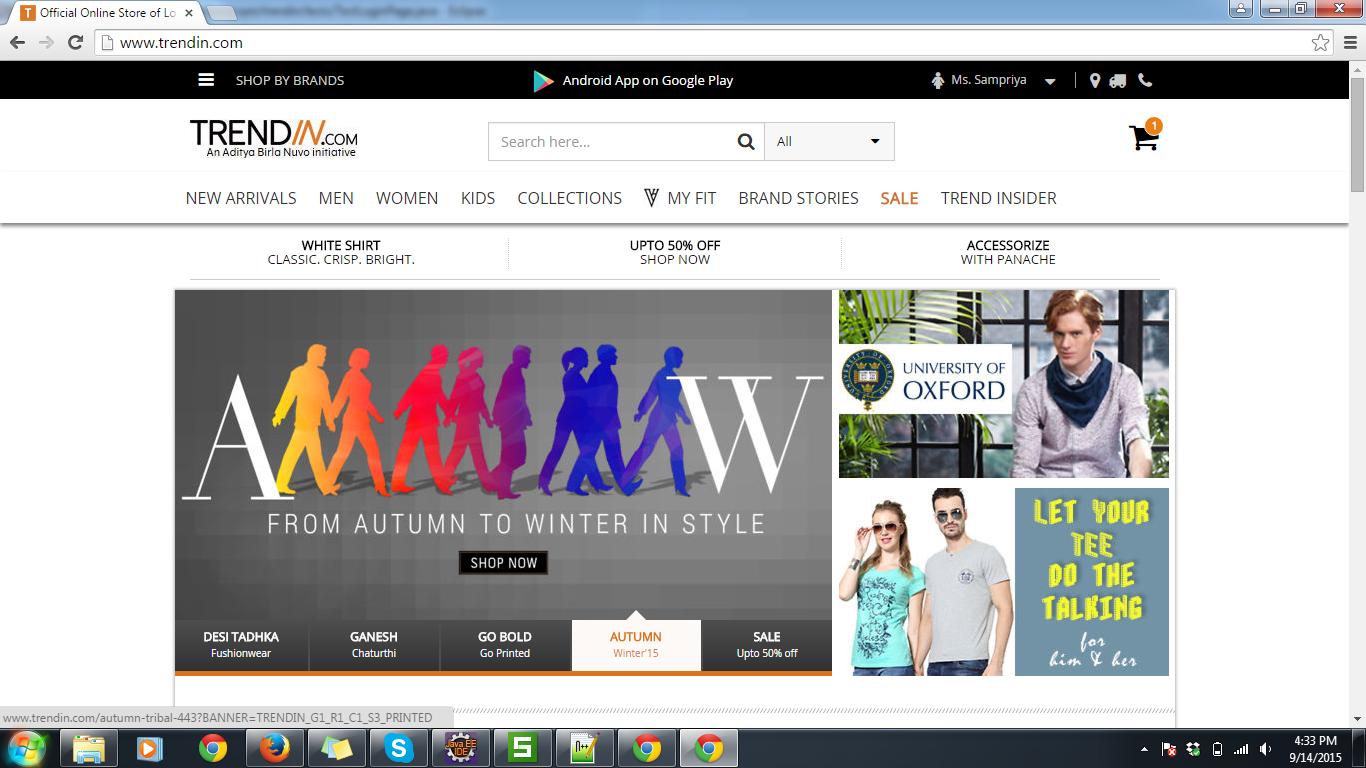 Official Online Store of Lo
www.trendin.com
SHOP BY BRANDS
Android App on Google Play
Ms. Sampriya
TRENDIN.COM
An Aditya Birla Nuvo initiative
Search here...
All
1
NEW ARRIVALS
MEN
WOMEN
KIDS
COLLECTIONS
MY FIT
BRAND STORIES
SALE
TREND INSIDER
WHITE SHIRT
CLASSIC. CRISP. BRIGHT.
UPTO 50% OFF
SHOP NOW
ACCESSORIZE
WITH PANACHE
A W
FROM AUTUMN TO WINTER IN STYLE
SHOP NOW
DESI TADHKA
Fushionwear
GANESH
Chaturthi
GO BOLD
Go Printed
AUTUMN
Winter'15
SALE
Upto 50% off
UNIVERSITY OF
OXFORD
LET YOUR
TEE
DO THE
TALKING
for
him & her
www.trendin.com/autumn-tribal-443?BANNER=TRENDIN_G1_R1_C1_S3_PRINTED
Java EE
IDE
4:33 PM
9/14/2015